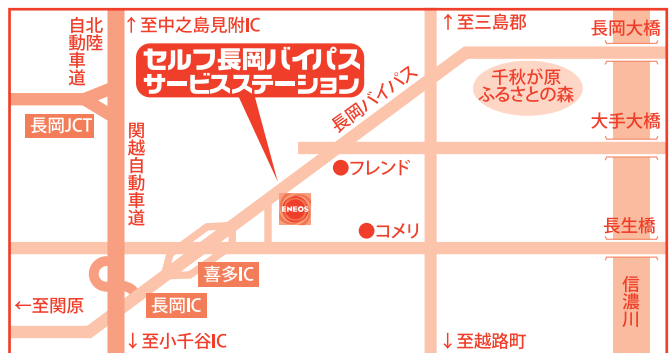 北陸
自動車道
↑至中之島見附IC
↑至三島郡
長岡大橋
セルフ長岡バイパス
サービスステーション
長岡バイパス
千秋が原
ふるさとの森
長岡JCT
関越自動車道
大手大橋
●フレンド
ENEOS
●コメリ
長生橋
喜多IC
長岡IC
信濃川
←至関原
↓至小千谷IC
↓至越路町